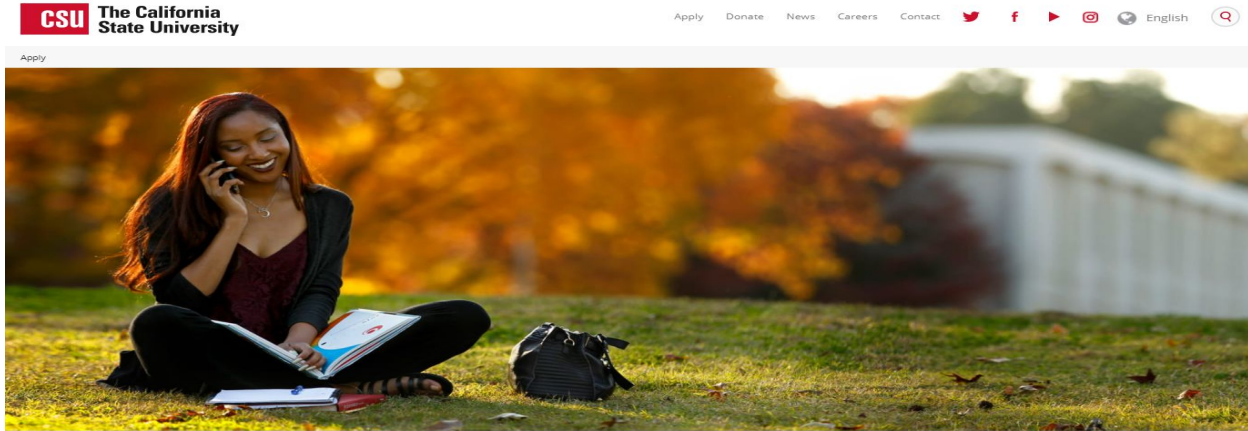 CSU The California
State University
Apply Donate News Careers Contact English
Apply